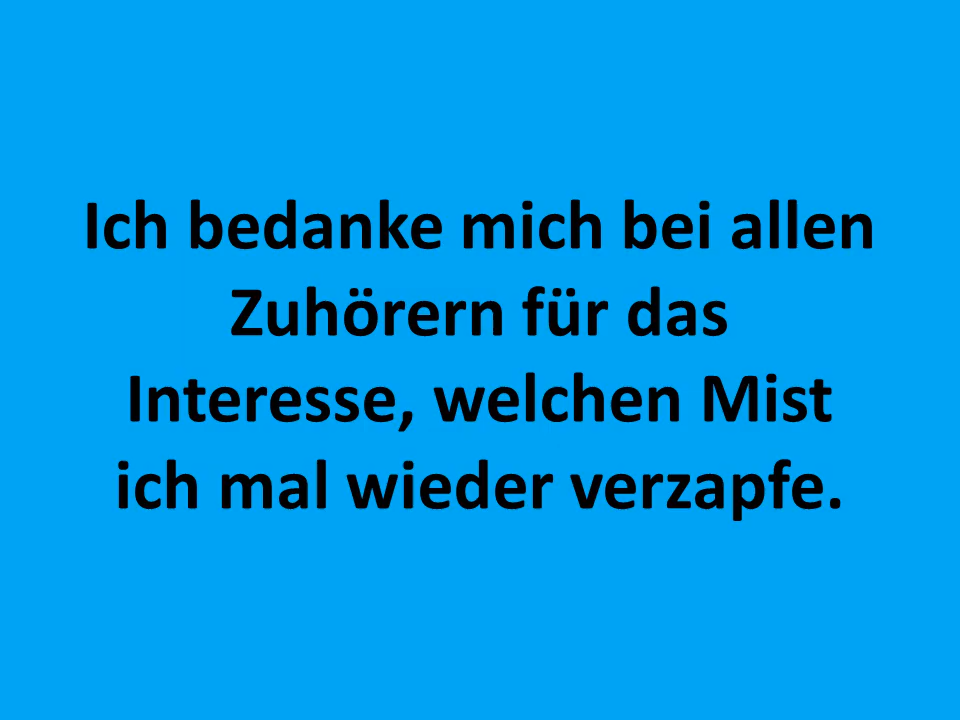 Ich bedanke mich bei allen
Zuhörern für das
Interesse, welchen Mist
ich mal wieder verzapfe.